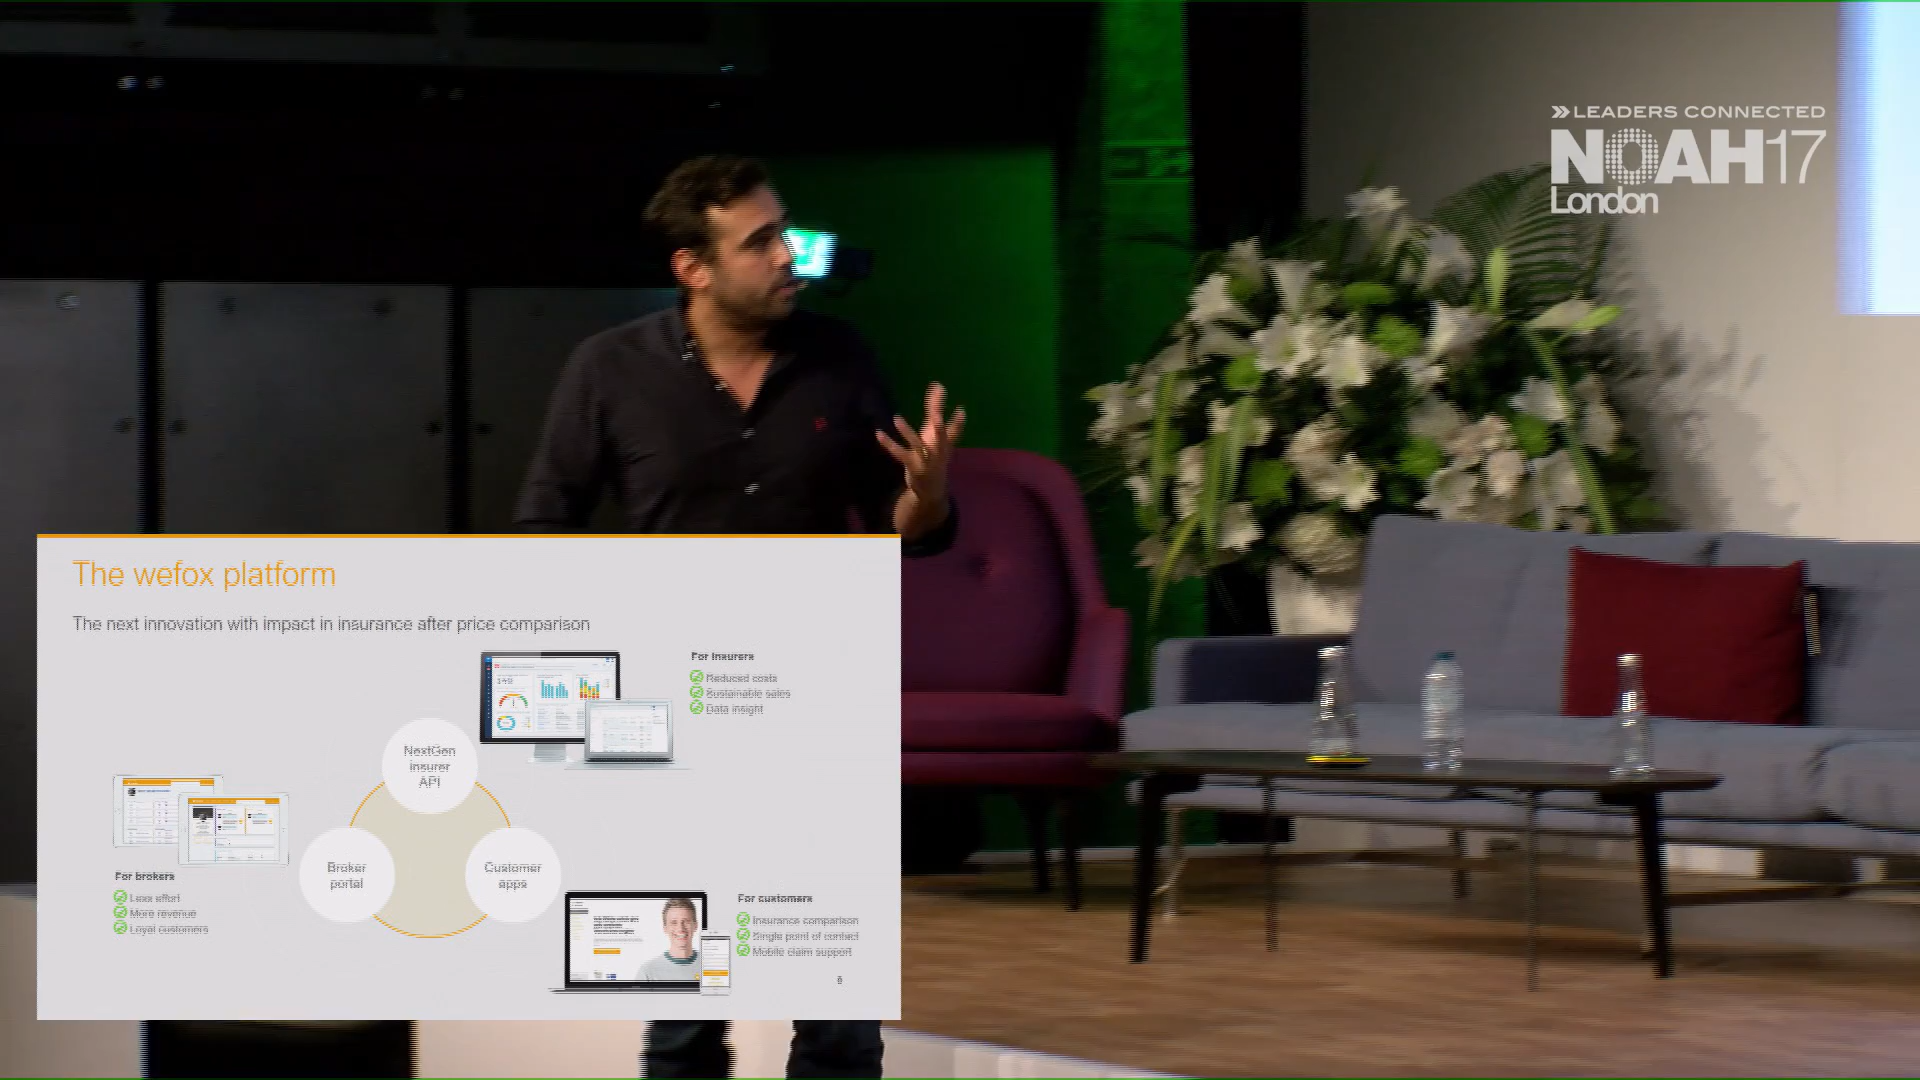 LEADERS CONNECTED
NOAH17
London
The wefox platform
The next innovation with impact in insurance after price comparison
For insurers
Reduced costs
Sustainable sales
Data insight
149
NextGen
insurer
API
Broker
portal
Customer
apps
For brokers
Less effort
More revenue
Loyal customers
For customers
Insurance comparison
Single point of contact
Mobile claim support